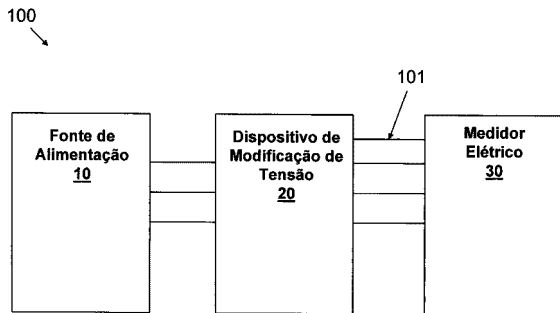 100
101
Fonte de
Alimentação
10
Dispositivo de
Modificação de
Tensão
20
Medidor
Elétrico
30